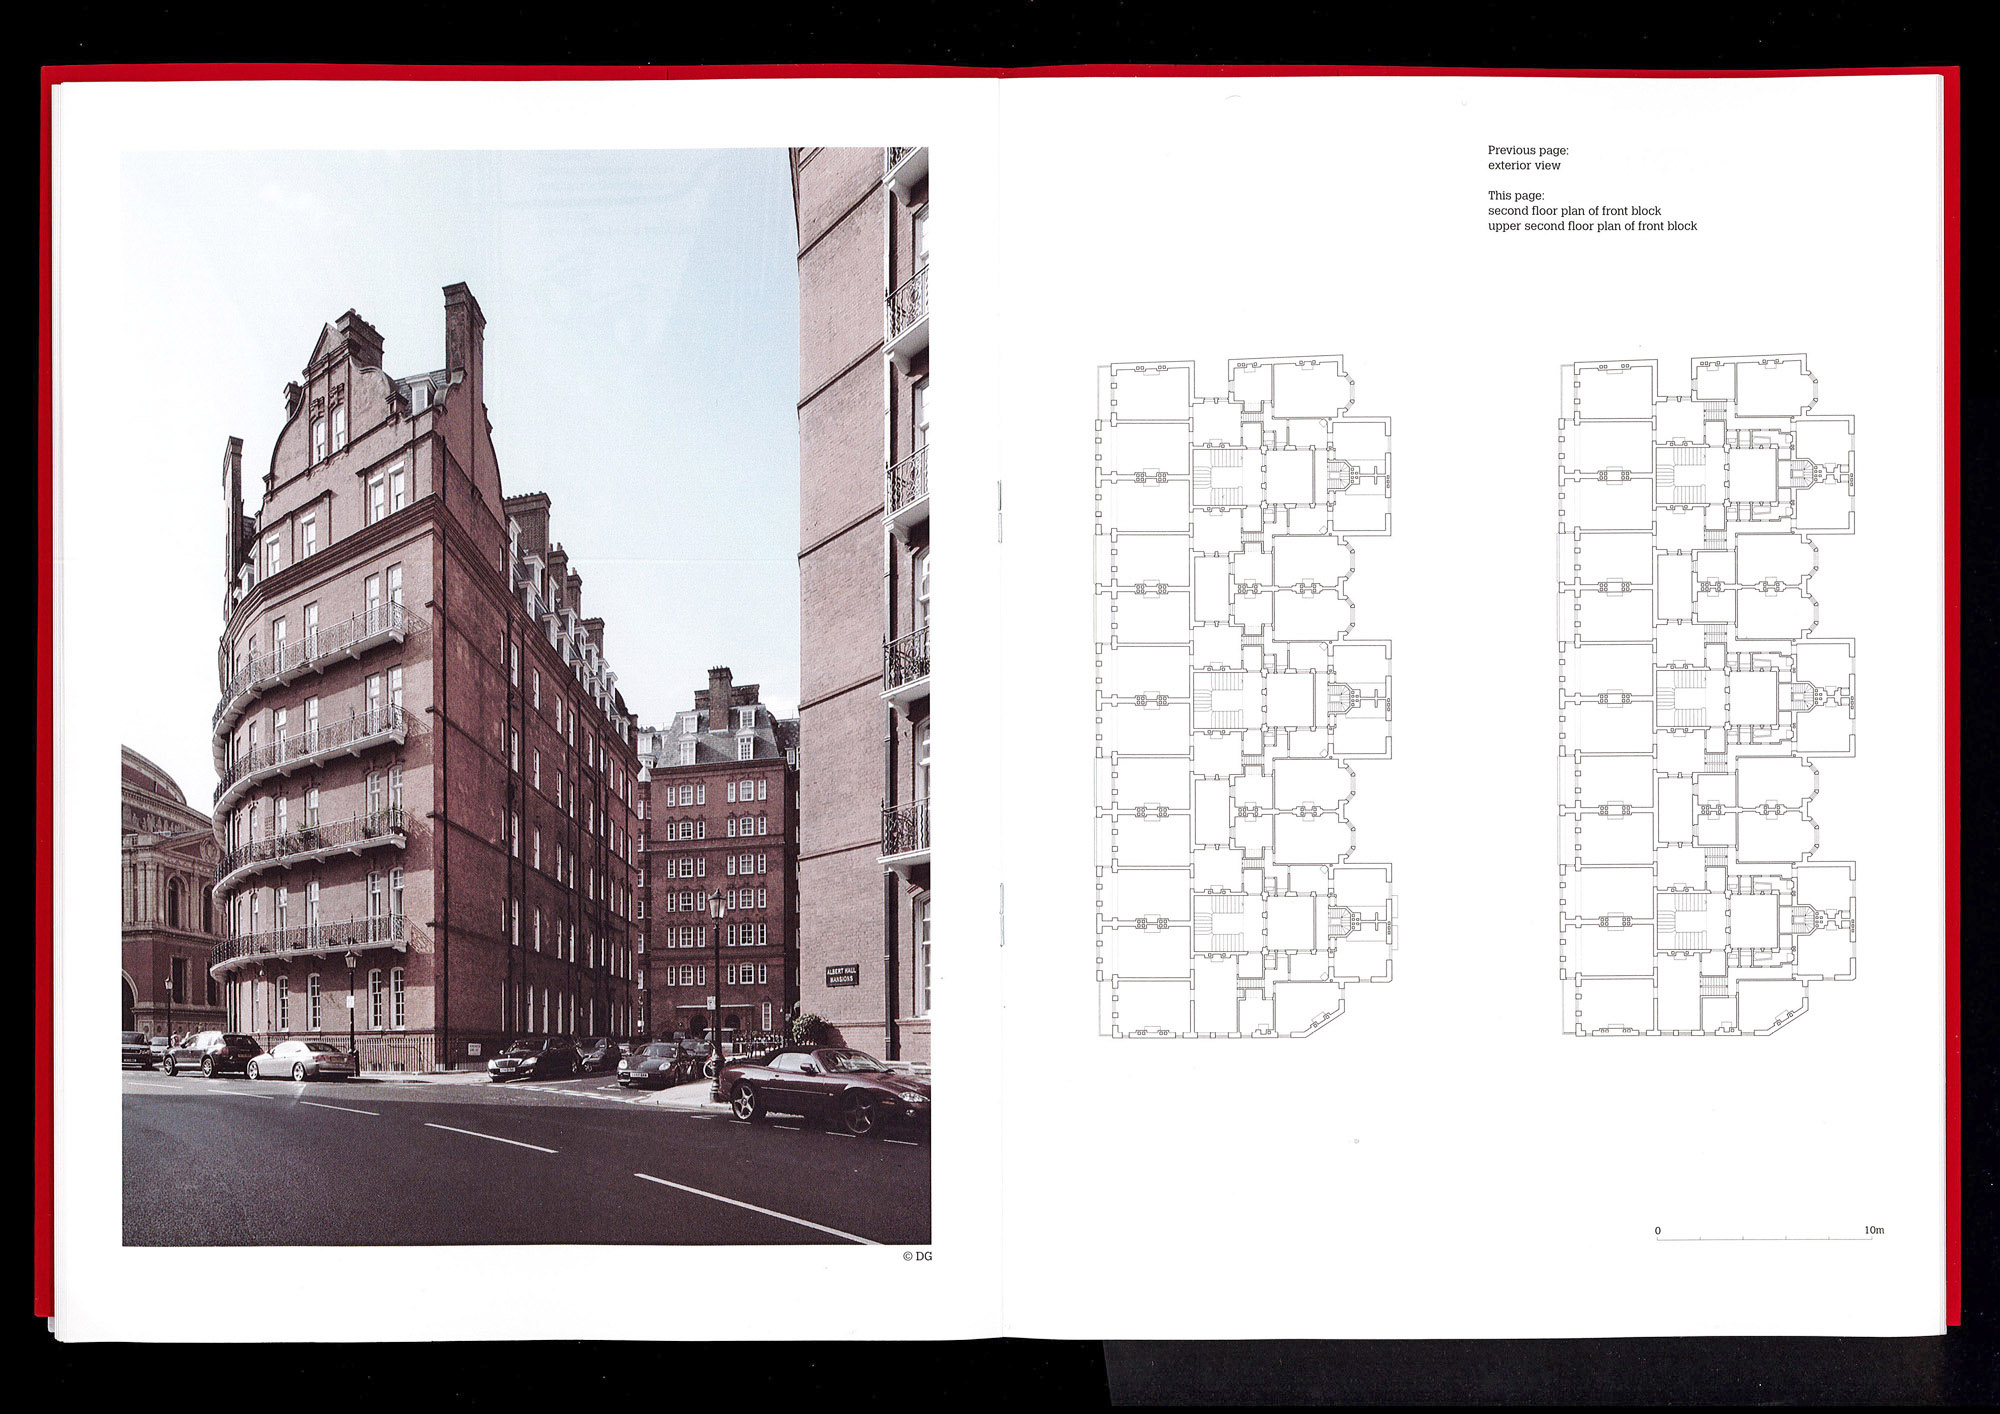 ALBERT HALL
MANSIONS
© DG
Previous page:
exterior view
This page:
second floor plan of front block
upper second floor plan of front block
0 10m